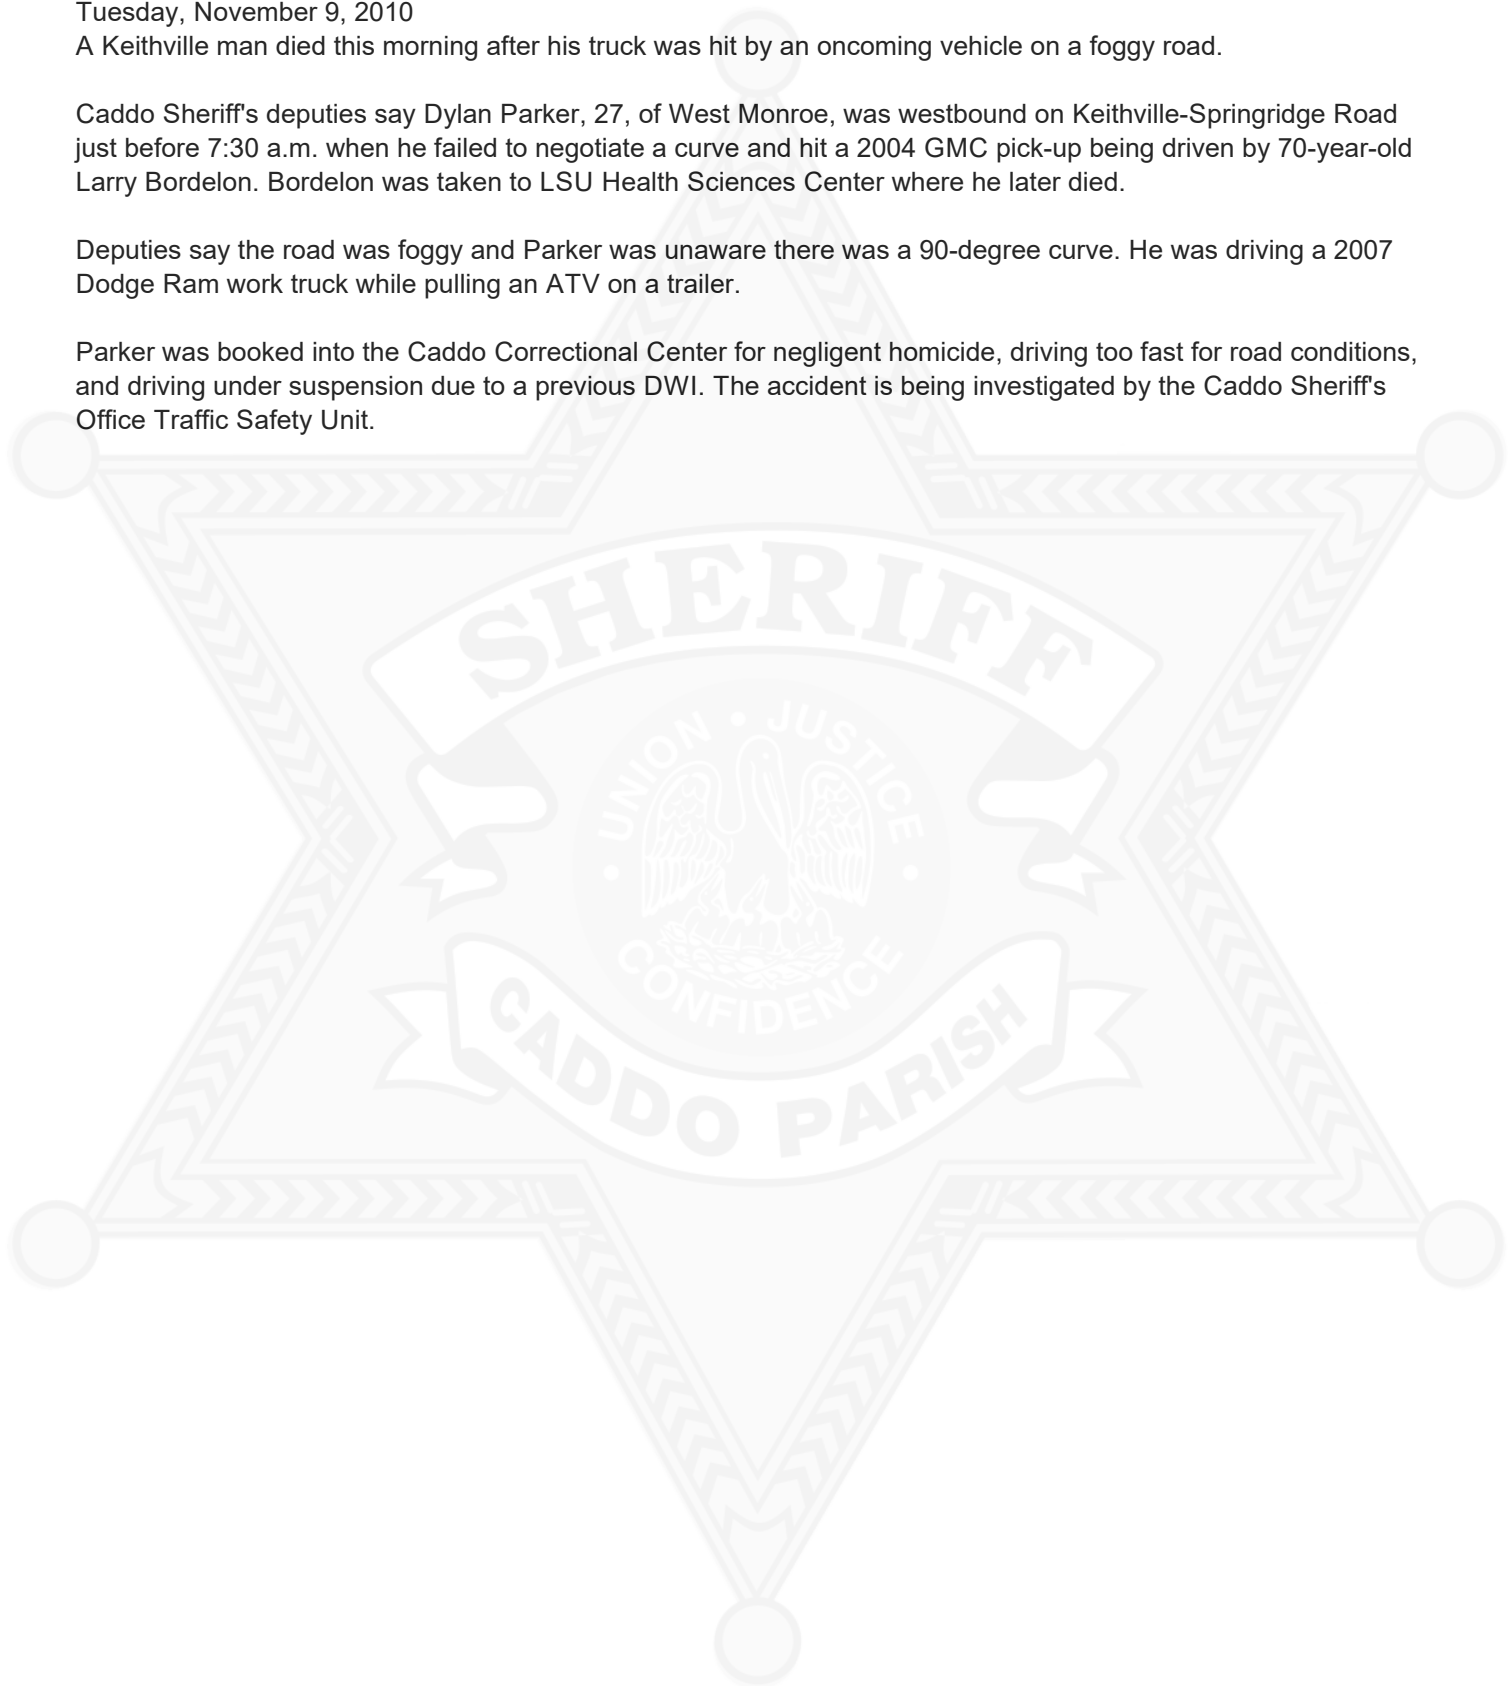 Tuesday, November 9, 2010
A Keithville man died this morning after his truck was hit by an oncoming vehicle on a foggy road.
Caddo Sheriff's deputies say Dylan Parker, 27, of West Monroe, was westbound on Keithville-Springridge Road
just before 7:30 a.m. when he failed to negotiate a curve and hit a 2004 GMC pick-up being driven by 70-year-old
Larry Bordelon. Bordelon was taken to LSU Health Sciences Center where he later died.
Deputies say the road was foggy and Parker was unaware there was a 90-degree curve. He was driving a 2007
Dodge Ram work truck while pulling an ATV on a trailer.
Parker was booked into the Caddo Correctional Center for negligent homicide, driving too fast for road conditions,
and driving under suspension due to a previous DWI. The accident is being investigated by the Caddo Sheriff's
Office Traffic Safety Unit.
SHERIFF
UNION • JUSTICE
• CONFIDENCE •
CADDO PARISH